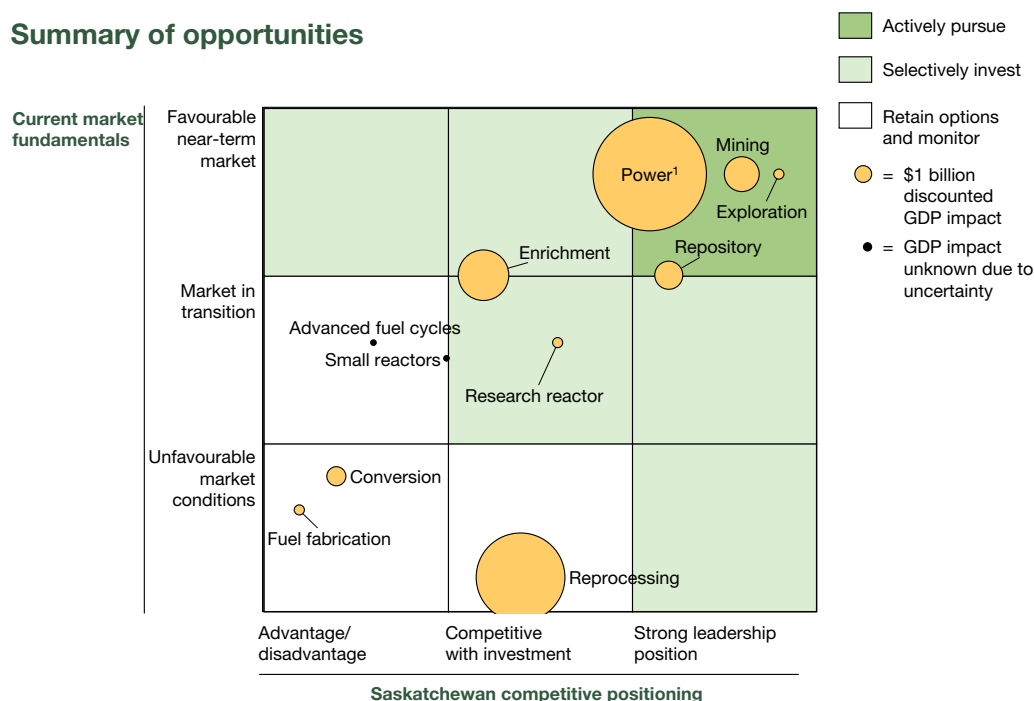 Summary of opportunities
Actively pursue
Selectively invest
Retain options
and monitor
= $1 billion
discounted
GDP impact
= GDP impact
unknown due to
uncertainty
Current market
fundamentals
Favourable
near-term
market
Power¹
Mining
Exploration
Enrichment
Repository
Market in
transition
Advanced fuel cycles
Small reactors
Research reactor
Unfavourable
market
conditions
Conversion
Fuel fabrication
Reprocessing
Advantage/
disadvantage
Competitive
with investment
Strong leadership
position
Saskatchewan competitive positioning